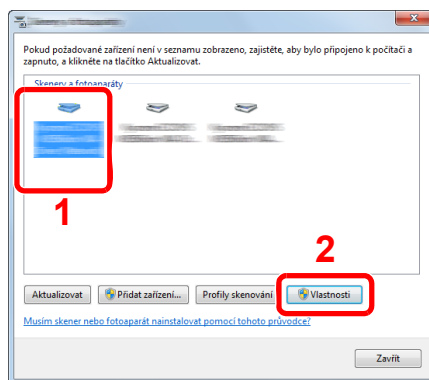 Pokud požadované zařízení není v seznamu zobrazeno, zajistěte, aby bylo připojeno k počítači a
zapnuto, a klikněte na tlačítko Aktualizovat.
Skenery a fotoaparáty
1
2
Aktualizovat
Přidat zařízení...
Profily skenování
Vlastnosti
Musím skener nebo fotoaparát nainstalovat pomocí tohoto průvodce?
Zavřít